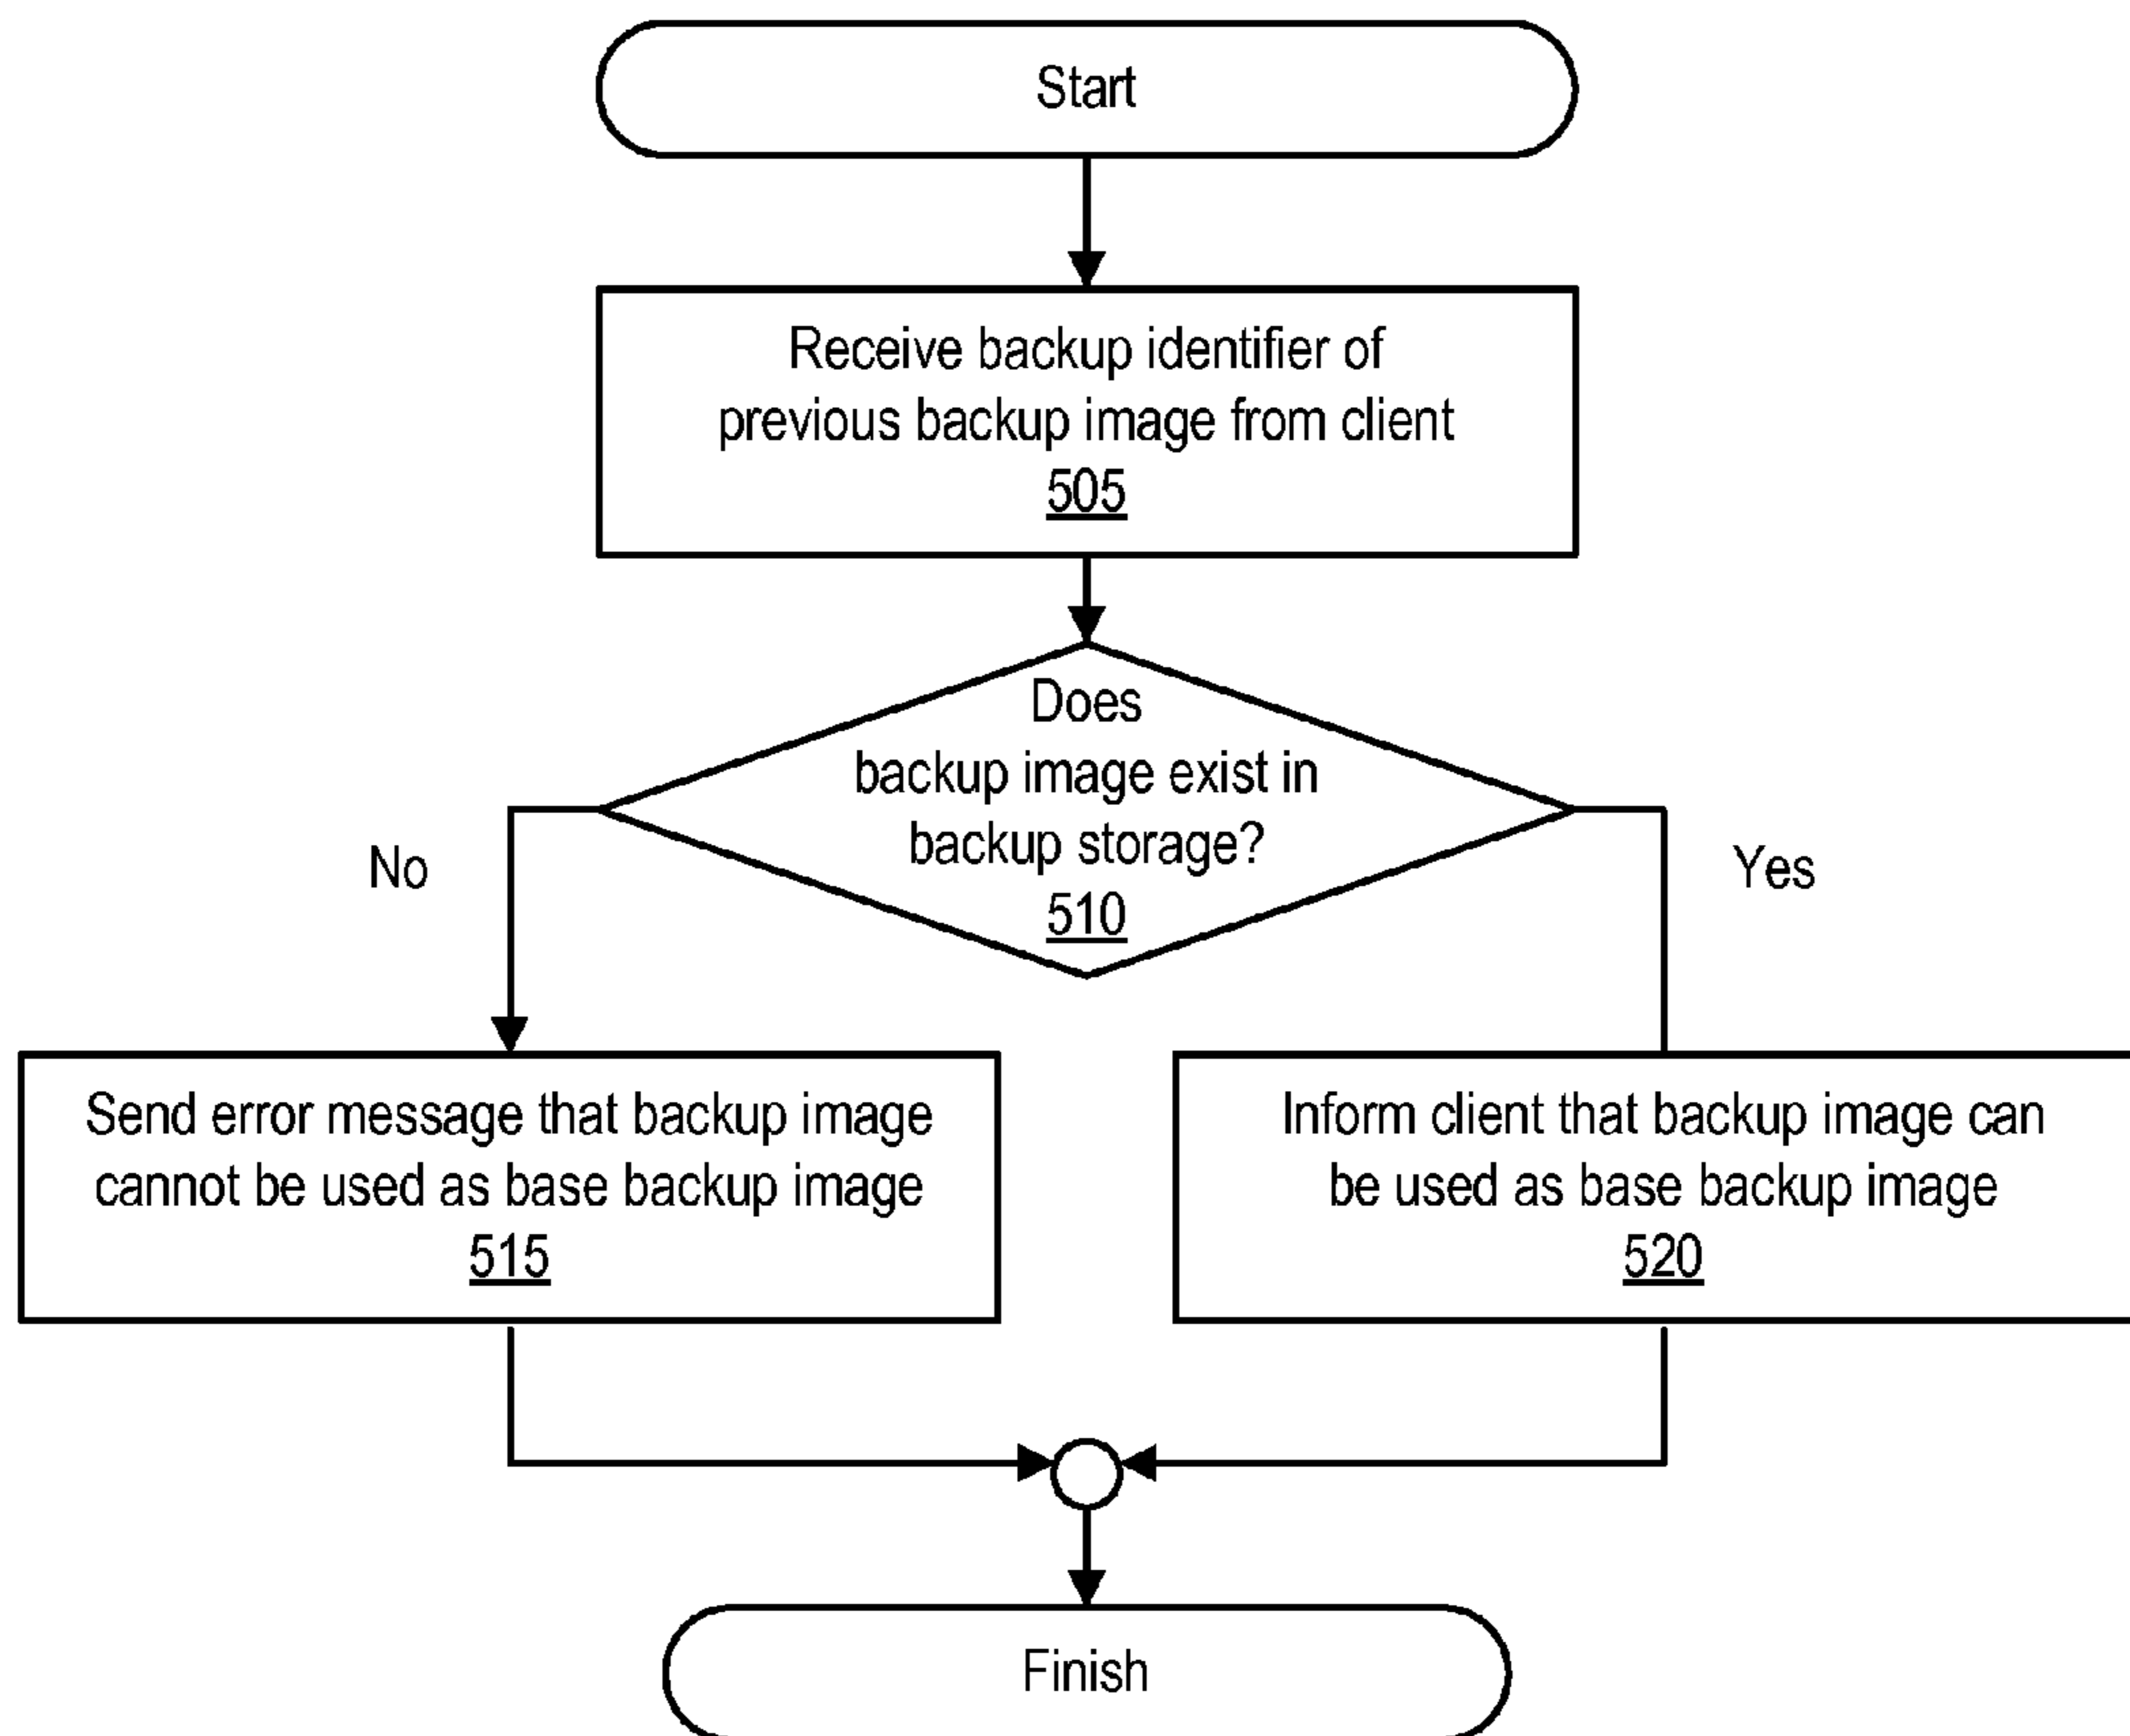 Start
Receive backup identifier of
previous backup image from client
505
Does
backup image exist in
backup storage?
510
No
Yes
Send error message that backup image
cannot be used as base backup image
515
Inform client that backup image can
be used as base backup image
520
Finish